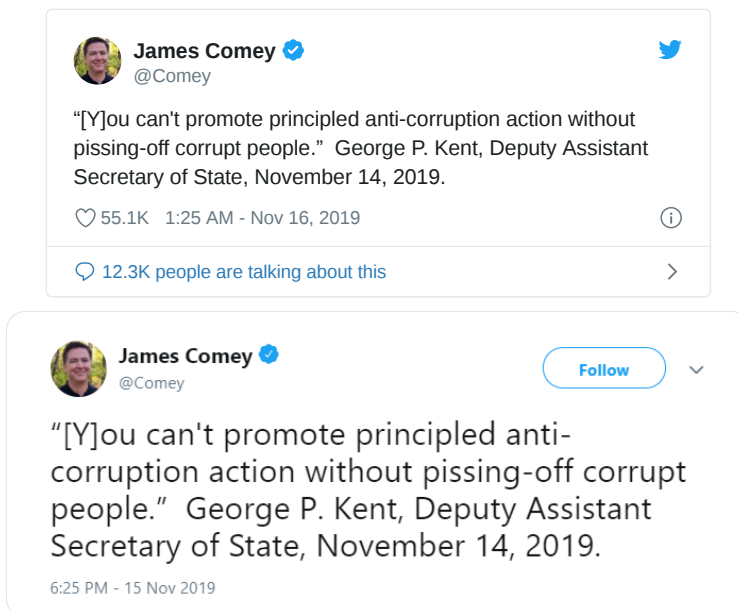 James Comey
@Comey
“[Y]ou can't promote principled anti-corruption action without
pissing-off corrupt people.”  George P. Kent, Deputy Assistant
Secretary of State, November 14, 2019.
55.1K 1:25 AM - Nov 16, 2019
12.3K people are talking about this
James Comey
@Comey
Follow
“[Y]ou can't promote principled anti-
corruption action without pissing-off corrupt
people.”  George P. Kent, Deputy Assistant
Secretary of State, November 14, 2019.
6:25 PM - 15 Nov 2019